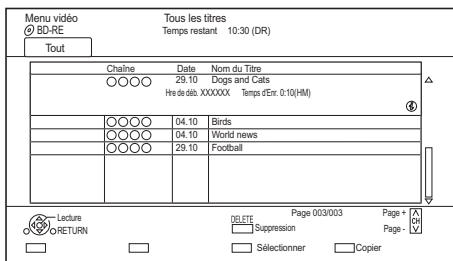 Menu vidéo
Tous les titres
BD-RE
Temps restant 10:30 (DR)
Tout
Chaîne Date Nom du Titre
29.10 Dogs and Cats
Hre de déb. XXXXXX Temps d'Enr. 0:10(HM)
04.10 Birds
04.10 World news
29.10 Football
Lecture
RETURN
DELETE
Suppression
Page 003/003
Page +
CH
Page -
Sélectionner
Copier